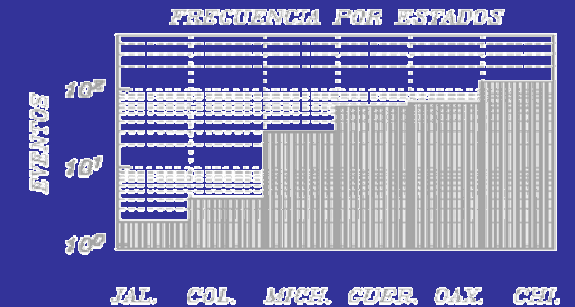 FRECUENCIA POR ESTADOS
EVENTOS
10²
10¹
10⁰
JAL. COL. MICH. GUER. OAX. CHI.